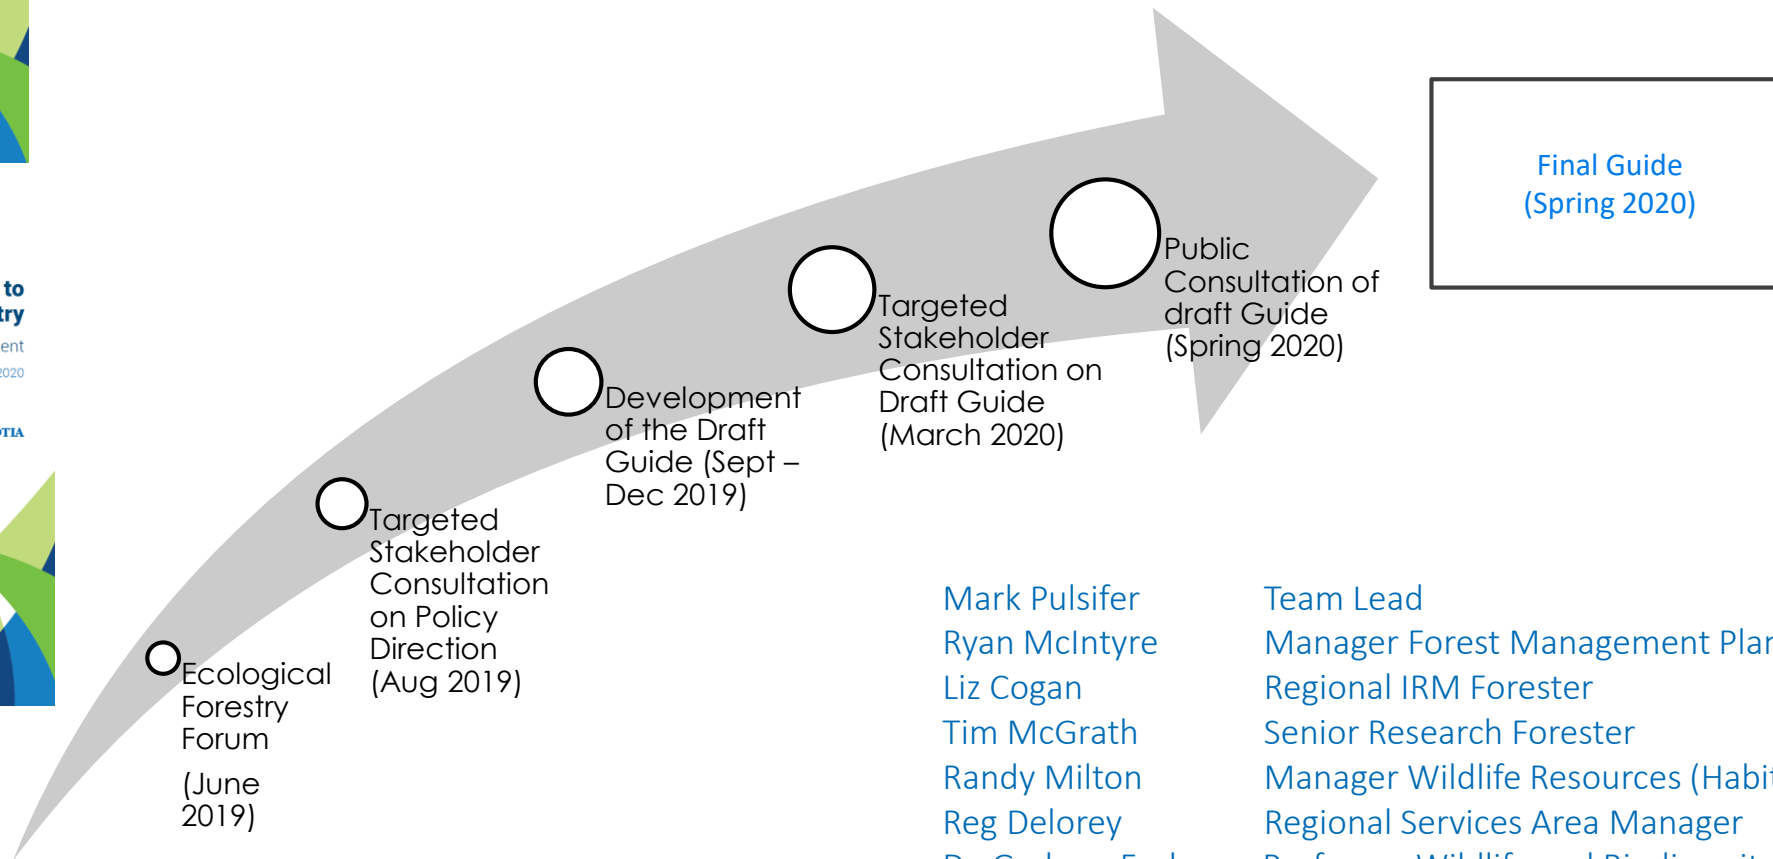 to
try
ent
2020
OTIA
Ecological
Forestry
Forum
(June
2019)
Targeted
Stakeholder
Consultation
on Policy
Direction
(Aug 2019)
Development
of the Draft
Guide (Sept –
Dec 2019)
Targeted
Stakeholder
Consultation on
Draft Guide
(March 2020)
Public
Consultation of
draft Guide
(Spring 2020)
Final Guide
(Spring 2020)
Mark Pulsifer Team Lead
Ryan McIntyre Manager Forest Management Plan
Liz Cogan Regional IRM Forester
Tim McGrath Senior Research Forester
Randy Milton Manager Wildlife Resources (Habit
Reg Delorey Regional Services Area Manager